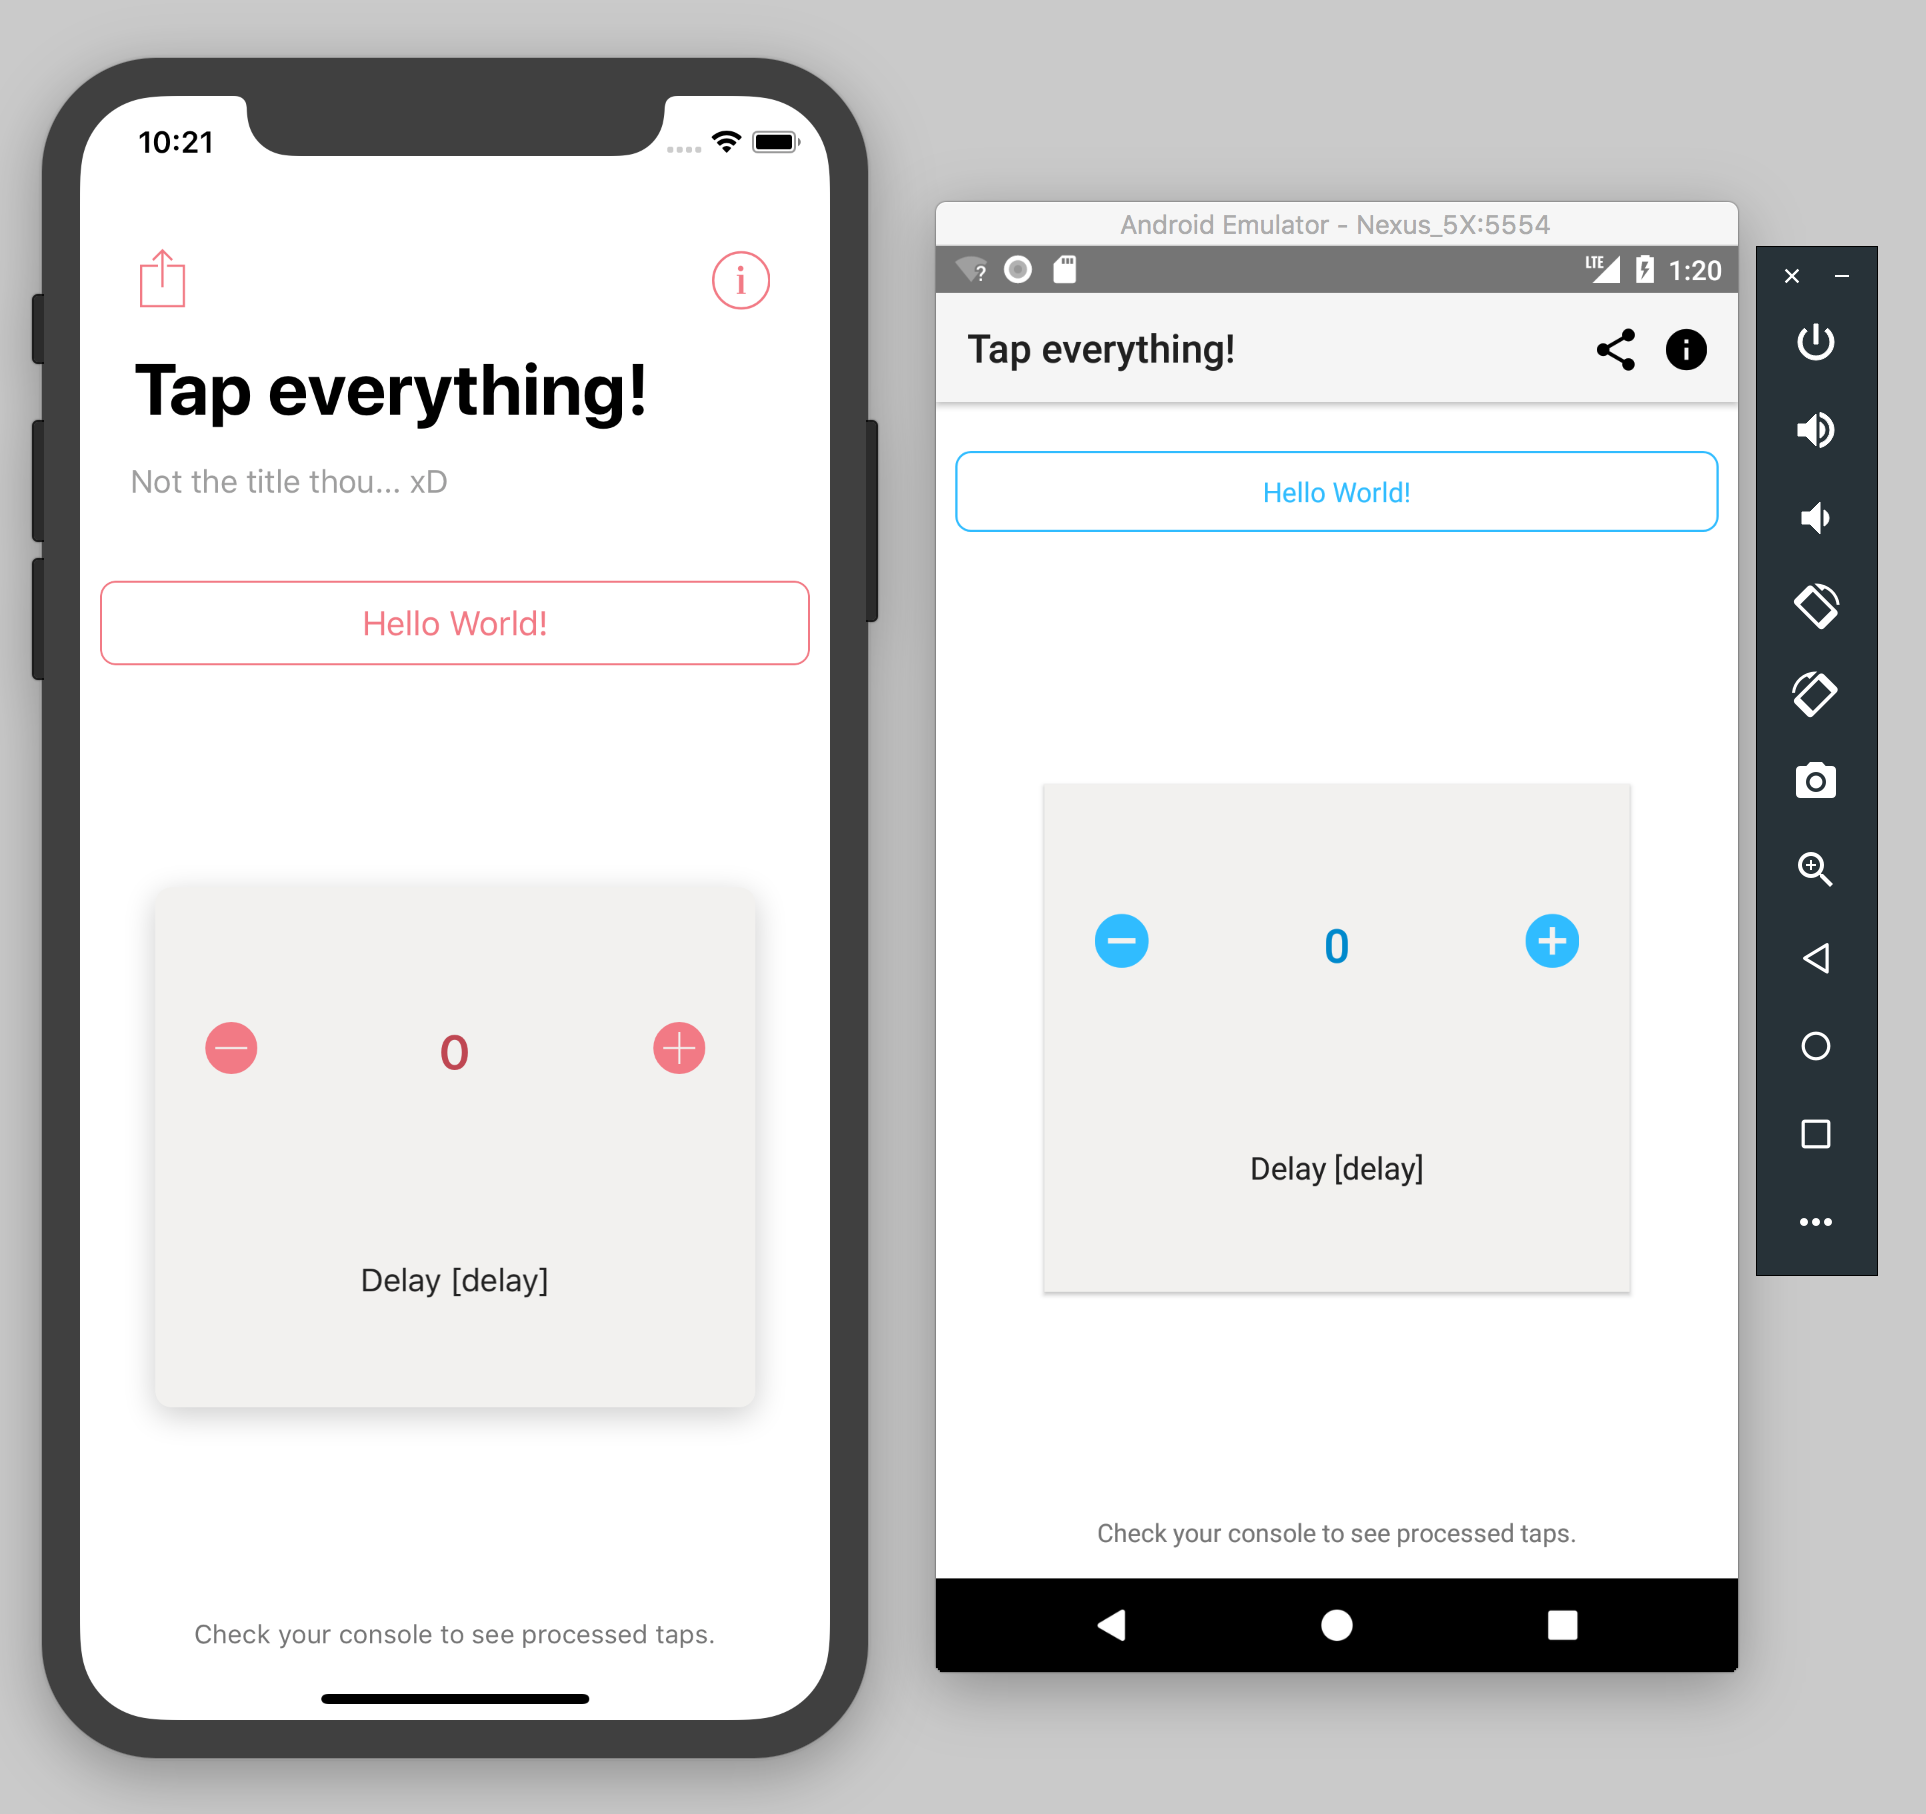 10:21
Tap everything!
Not the title thou... xD
Hello World!
0
Delay [delay]
Check your console to see processed taps.
Android Emulator - Nexus_5X:5554
LTE 1:20
Tap everything!
Hello World!
0
Delay [delay]
Check your console to see processed taps.